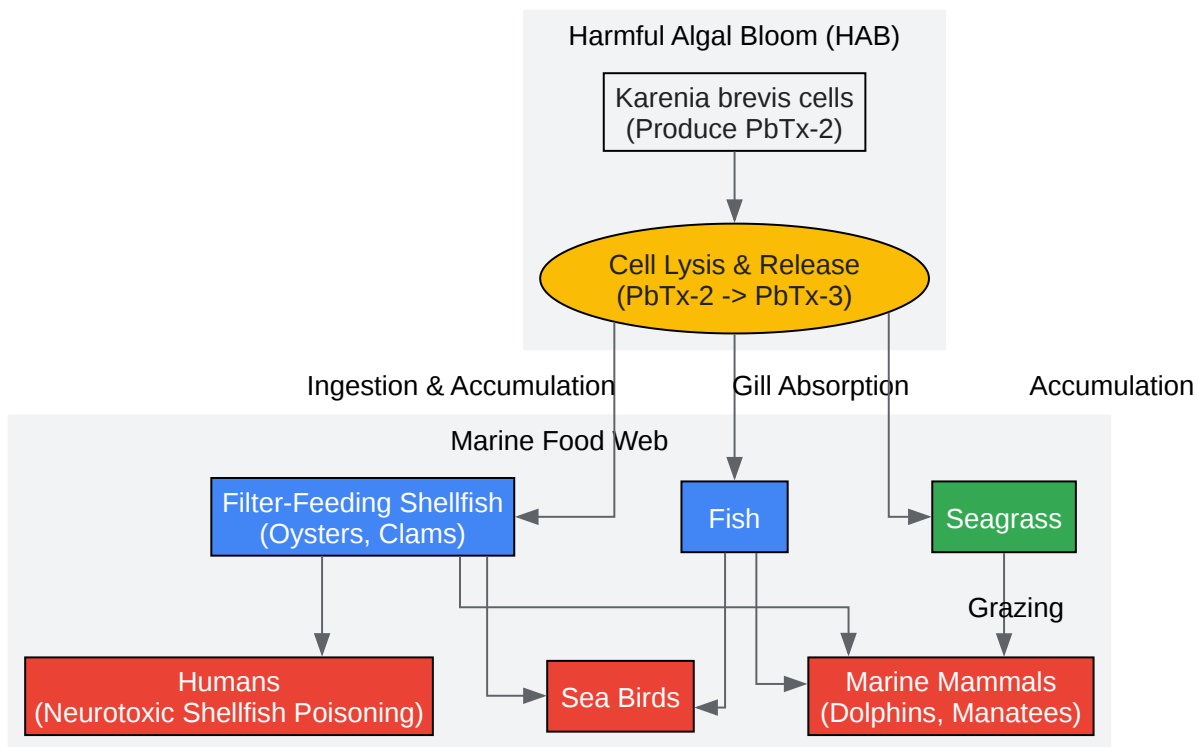 Harmful Algal Bloom (HAB)
Karenia brevis cells
(Produce PbTx-2)
Cell Lysis & Release
(PbTx-2 -> PbTx-3)
Ingestion & Accumulation
Gill Absorption
Accumulation
Marine Food Web
Filter-Feeding Shellfish
(Oysters, Clams)
Fish
Seagrass
Grazing
Humans
(Neurotoxic Shellfish Poisoning)
Sea Birds
Marine Mammals
(Dolphins, Manatees)